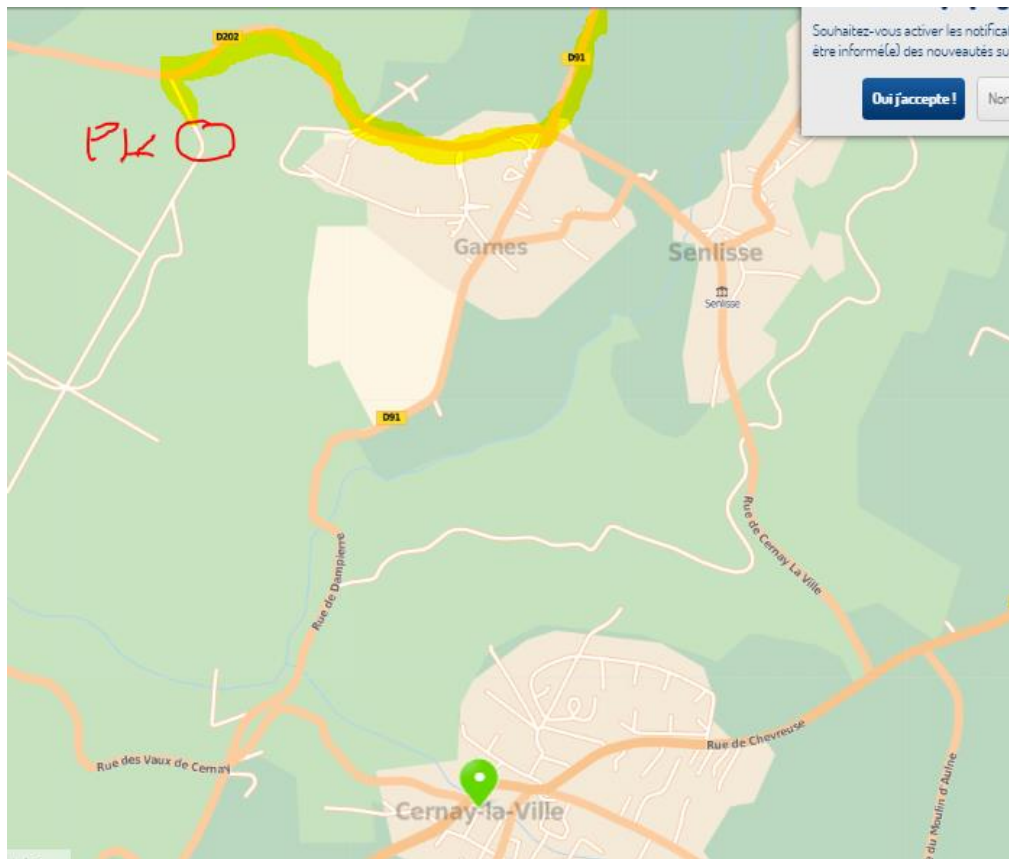 Souhaitez-vous activer les notifical
être informé(e) des nouveautés su
Oui j'accepte !
Non
D202
D91
PK
Garnes
Senlisse
Senlisse
D91
Rue de Dampierre
Rue de Cernay La Ville
Rue des Vaux de Cernay
Rue de Chevreuse
Cernay-la-Ville
du Moulin d'Aulne